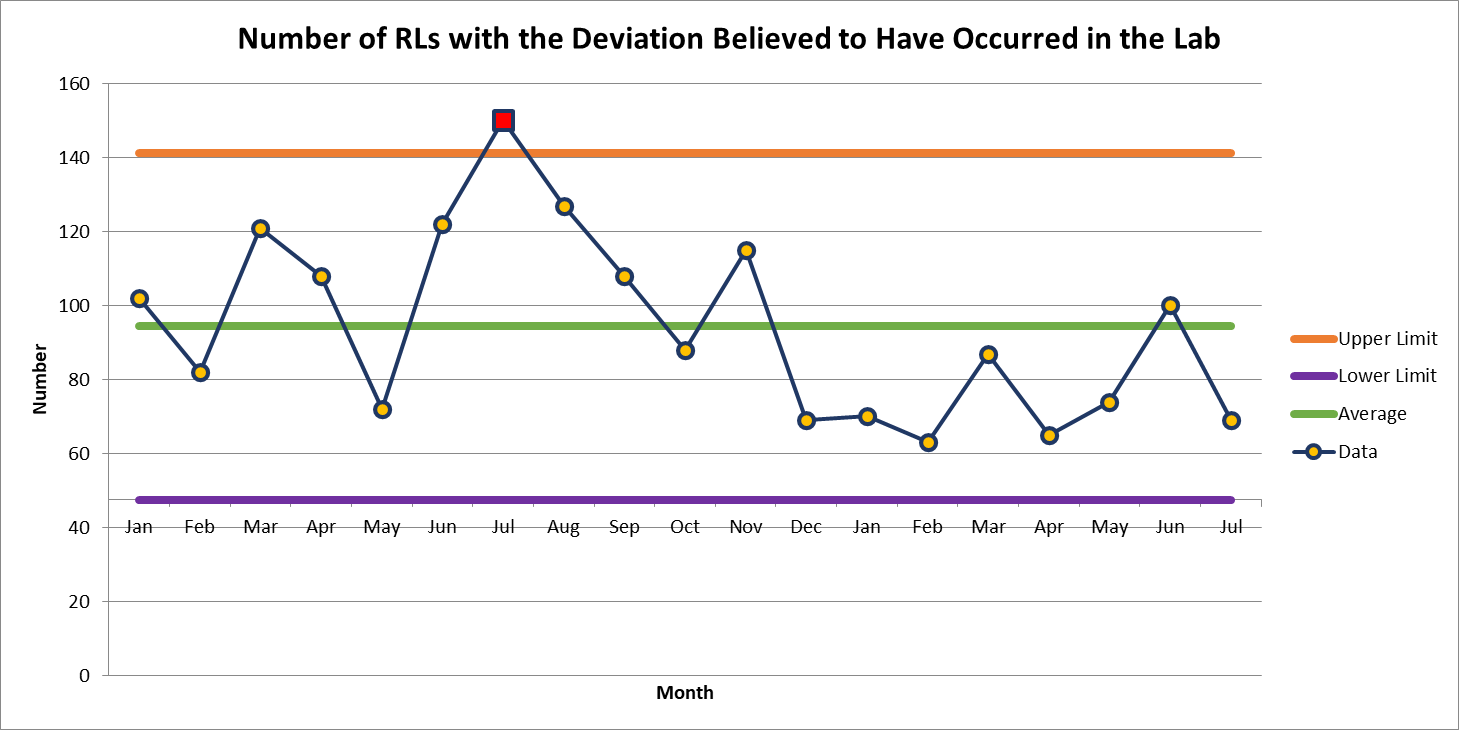 Number of RLs with the Deviation Believed to Have Occurred in the Lab
160
140
120
100
80
60
40
20
0
Number
Jan Feb Mar Apr May Jun Jul Aug Sep Oct Nov Dec Jan Feb Mar Apr May Jun Jul
Month
Upper Limit
Lower Limit
Average
Data